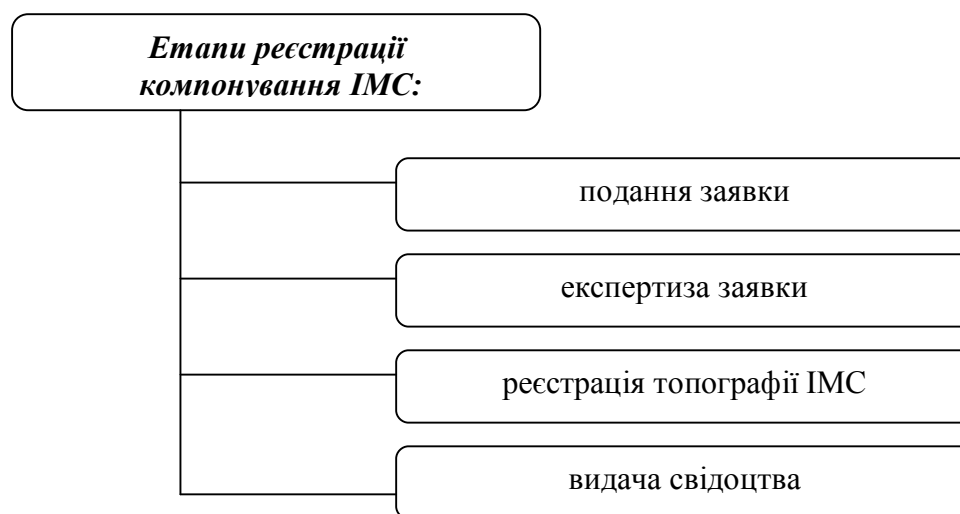 Етапи реєстрації
компонування ІМС:
подання заявки
експертиза заявки
реєстрація топографії ІМС
видача свідоцтва